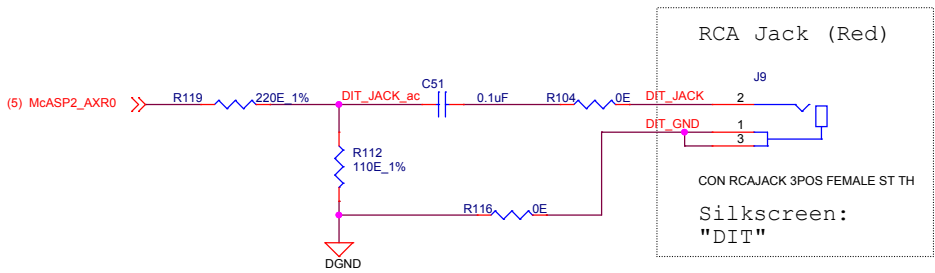 RCA Jack (Red)
J9
C51
(5) McASP2_AXR0
R119
220E_1%
DIT_JACK_ac
0.1uF
R104
0E
DIT_JACK
2
DIT_GND
1
3
R112
110E_1%
CON RCAJACK 3POS FEMALE ST TH
R116
0E
Silkscreen:
"DIT"
DGND